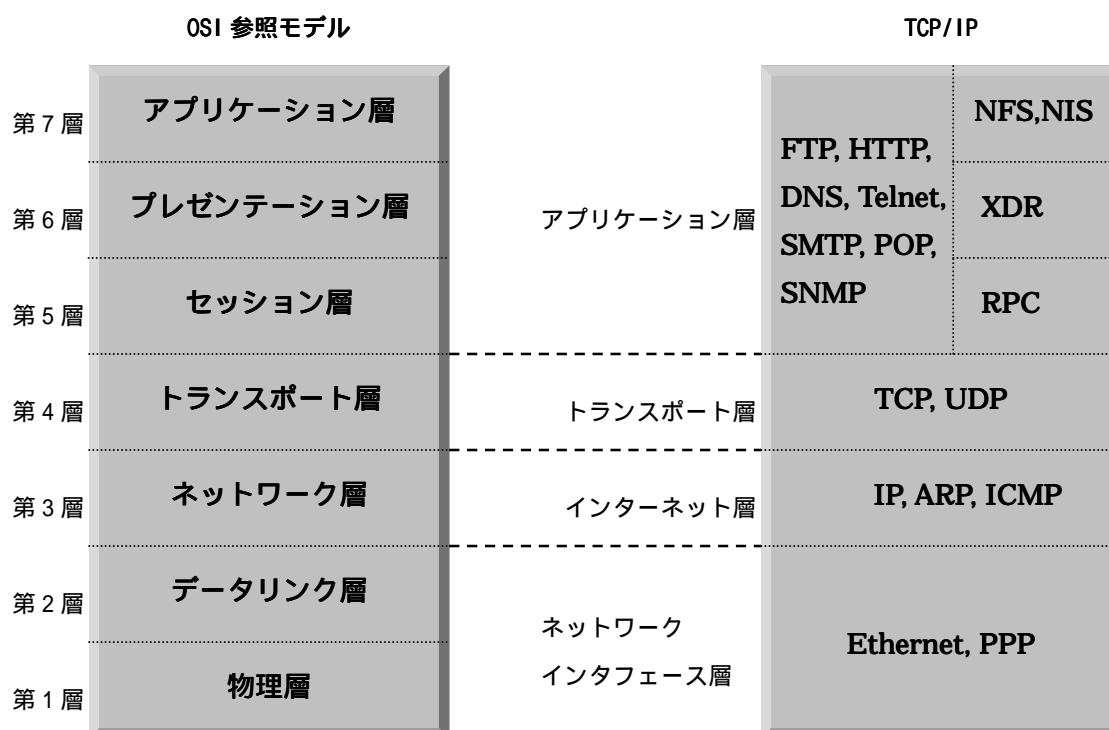 OSI 参照モデル
TCP/IP
第7層
アプリケーション層
第6層
プレゼンテーション層
第5層
セッション層
第4層
トランスポート層
第3層
ネットワーク層
第2層
データリンク層
第1層
物理層
アプリケーション層
トランスポート層
インターネット層
ネットワーク
インタフェース層
FTP, HTTP,
DNS, Telnet,
SMTP, POP,
SNMP
NFS,NIS
XDR
RPC
TCP, UDP
IP, ARP, ICMP
Ethernet, PPP